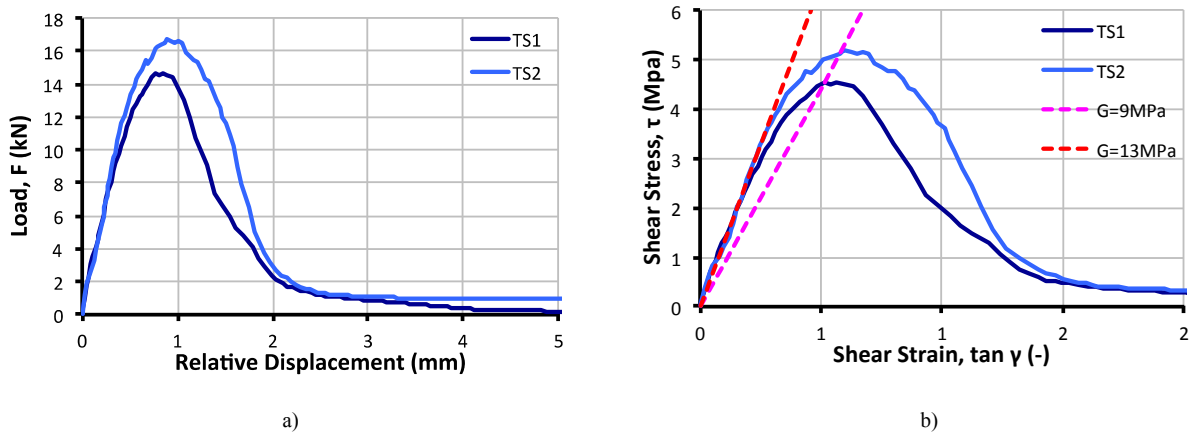 18
16
14
12
10
8
6
4
2
0
Load, F (kN)
TS1
TS2
0 1 2 3 4 5
Relative Displacement (mm)
a)
6
5
4
3
2
1
0
Shear Stress, τ (Mpa)
TS1
TS2
G=9MPa
G=13MPa
0 1 1 2 2
Shear Strain, tan γ (-)
b)